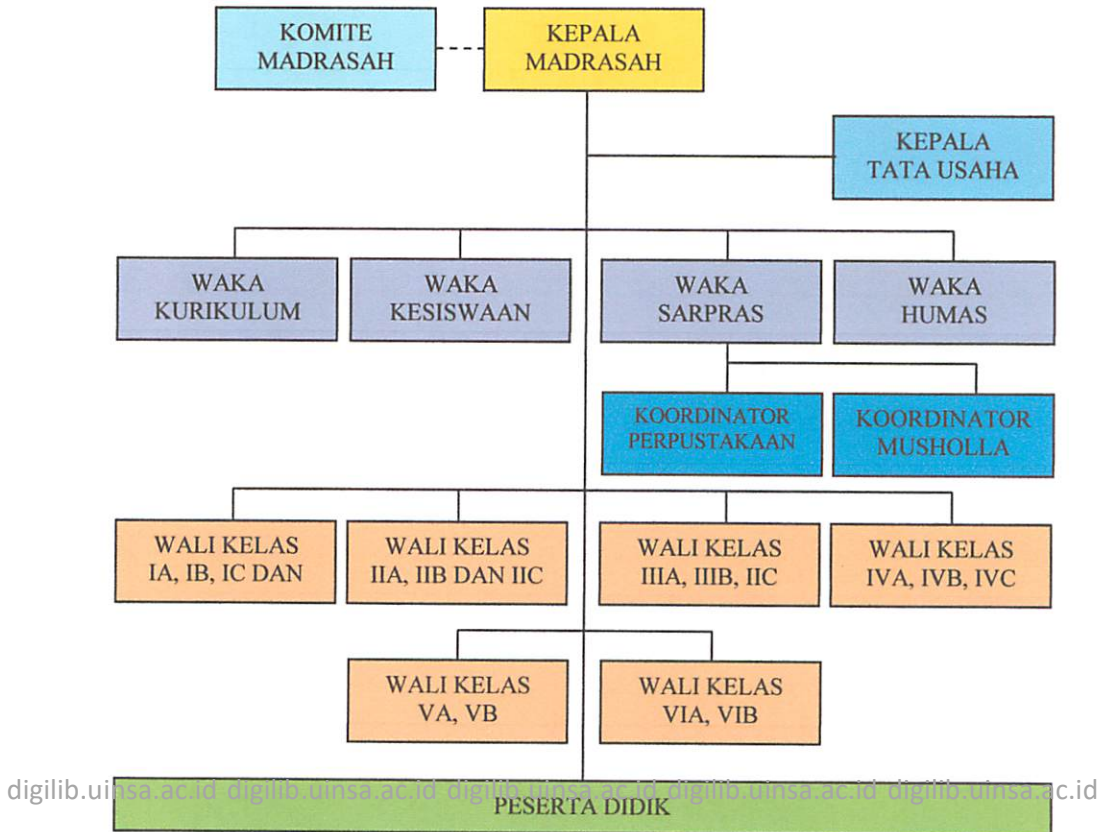 KOMITE
MADRASAH
KEPALA
MADRASAH
KEPALA
TATA USAHA
WAKA
KURIKULUM
WAKA
KESISWAAN
WAKA
SARPRAS
WAKA
HUMAS
KOORDINATOR
PERPUSTAKAAN
KOORDINATOR
MUSHOLLA
WALI KELAS
IA, IB, IC DAN
WALI KELAS
IIA, IIB DAN IIC
WALI KELAS
IIIA, IIIB, IIC
WALI KELAS
IVA, IVB, IVC
WALI KELAS
VA, VB
WALI KELAS
VIA, VIB
digilib.uinsa.ac.id digilib.uinsa.ac.id digilib.uinsa.ac.id digilib.uinsa.ac.id digilib.uinsa.ac.id
PESERTA DIDIK